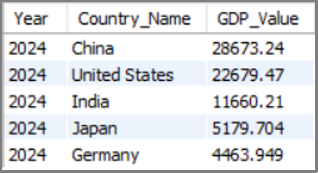 Year Country_Name GDP_Value
2024 China 28673.24
2024 United States 22679.47
2024 India 11660.21
2024 Japan 5179.704
2024 Germany 4463.949